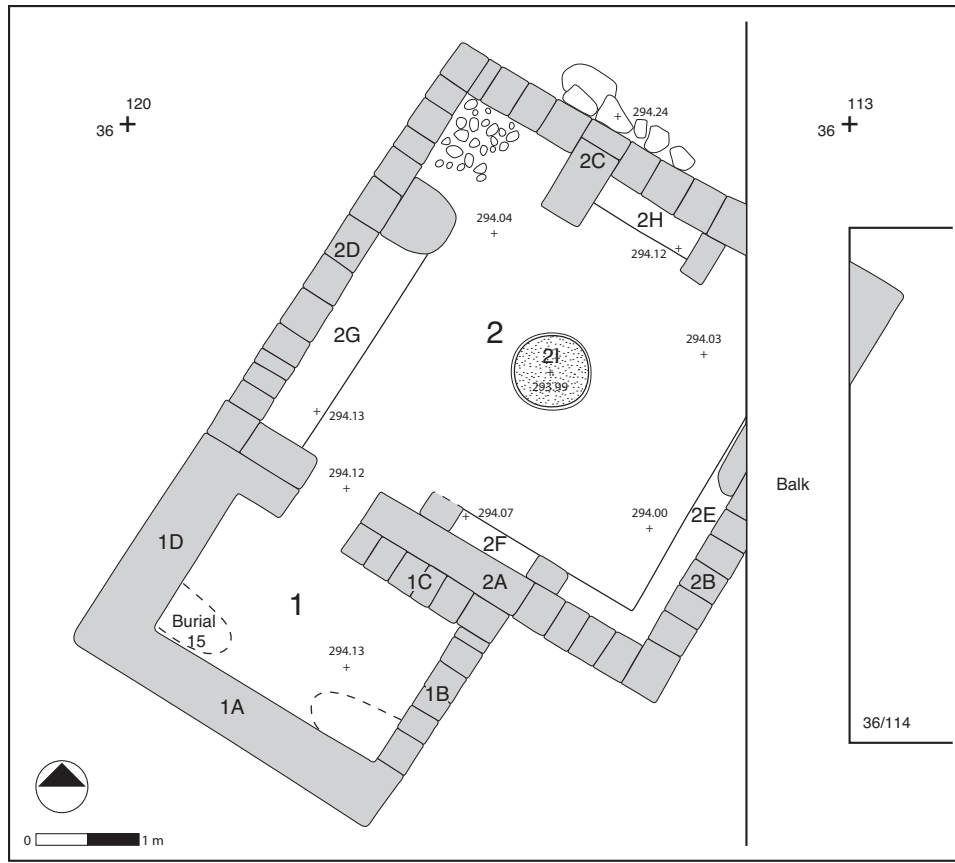 120
36
113
36
294.24
2C
294.04
2H
294.12
2D
2G
2
2I
293.99
294.03
294.13
294.12
294.07
2F
294.00
2E
Balk
1D
1C
2A
2B
1
Burial
15
294.13
1B
1A
36/114
0 1 m